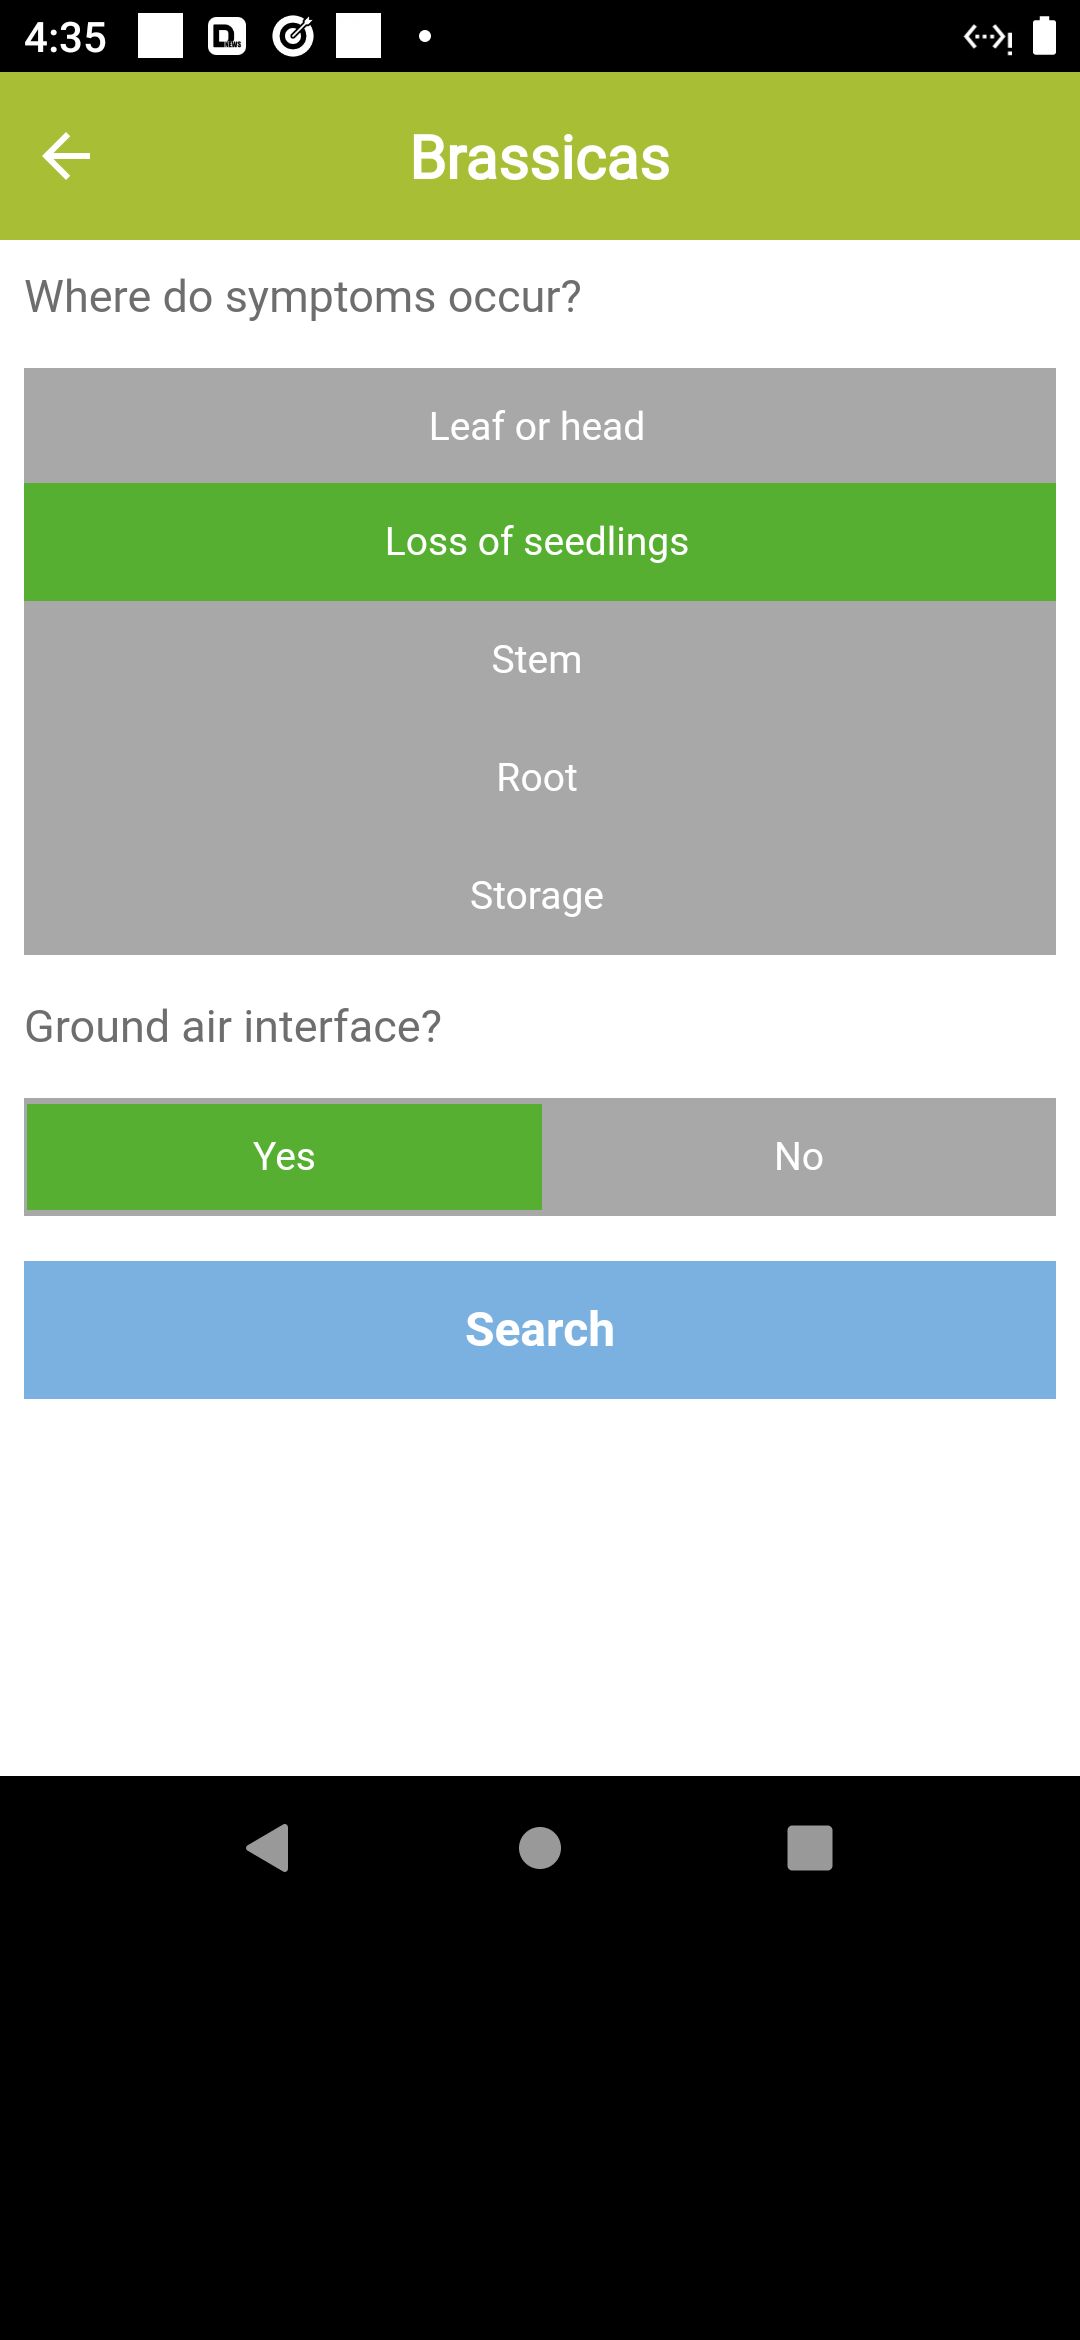 4:35
D NEWS
Brassicas
Where do symptoms occur?
Leaf or head
Loss of seedlings
Stem
Root
Storage
Ground air interface?
Yes
No
Search